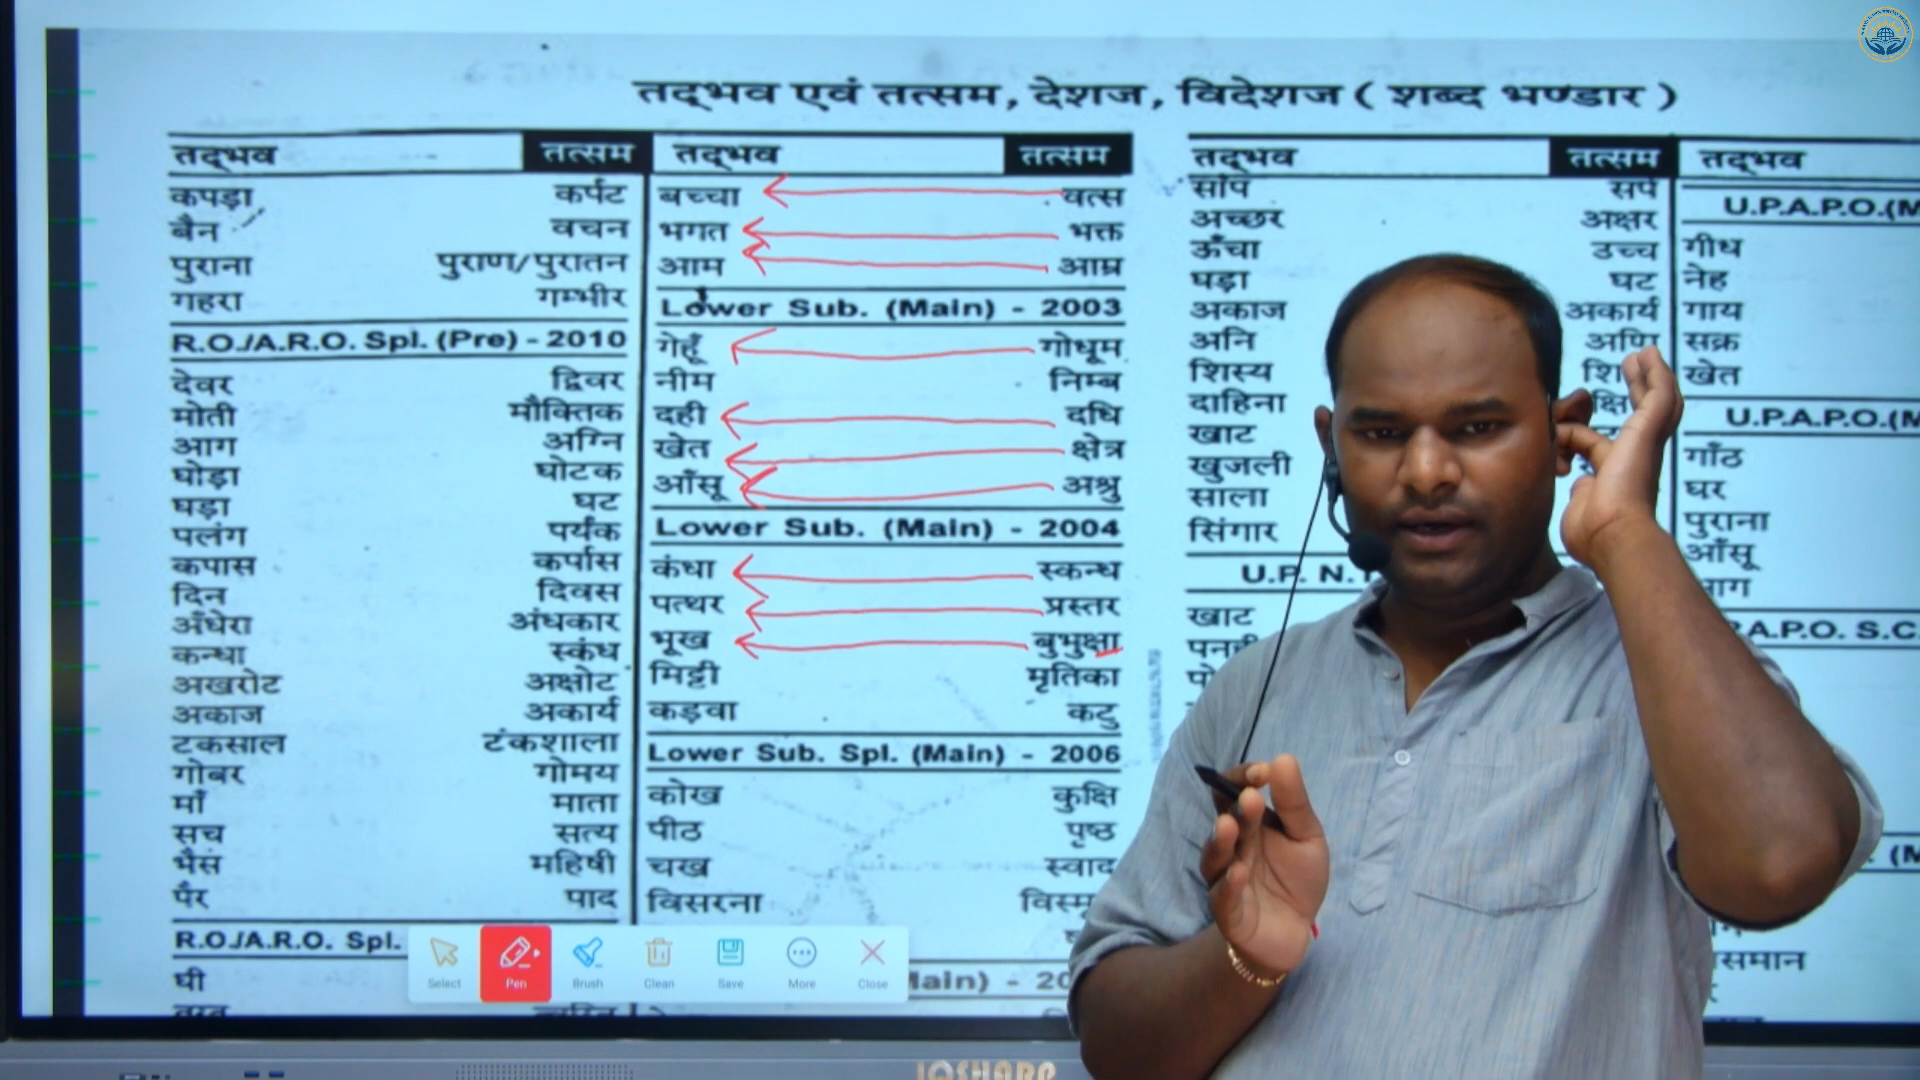 तद्भव एवं तत्सम, देशज, विदेशज ( शब्द भण्डार )
तद्भव तत्सम
कपड़ा कर्पट
बैन वचन
पुराना पुराण/पुरातन
गहरा गम्भीर
R.O./A.R.O. Spl. (Pre) - 2010
देवर द्विवर
मोती मौक्तिक
आग अग्नि
घोड़ा घोटक
घड़ा घट
पलंग पर्यंक
कपास कर्पास
दिन दिवस
अँधेरा अंधकार
कन्धा स्कंध
अखरोट अक्षोट
अकाज अकार्य
टकसाल टंकशाला
गोबर गोमय
माँ माता
सच सत्य
भैंस महिषी
पैर पाद
R.O./A.R.O. Spl.
घी
तद्भव तत्सम
बच्चा वत्स
भगत भक्त
आम आम्र
Lower Sub. (Main) - 2003
गेहूँ गोधूम
नीम निम्ब
दही दधि
खेत क्षेत्र
आँसू अश्रु
Lower Sub. (Main) - 2004
कंधा स्कन्ध
पत्थर प्रस्तर
भूख बुभुक्षा
मिट्टी मृतिका
कड़वा कटु
Lower Sub. Spl. (Main) - 2006
कोख कुक्षि
पीठ पृष्ठ
चख स्वाद
विसरना
Main) - 20
तद्भव तत्सम
साँप सर्प
अच्छर अक्षर
ऊँचा उच्च
घड़ा घट
अकाज अकार्य
अनि अणि
शिस्य
दाहिना
खाट
खुजली
साला
सिंगार
U.P. N.
खाट
तद्भव
U.P.A.P.O.(M
गीध
नेह
गाय
सक्र
खेत
U.P.A.P.O.(M
गाँठ
घर
पुराना
आँसू
A.P.O. S.C.
(M
समान
Select Pen Brush Clean Save More Close
IQSHARP